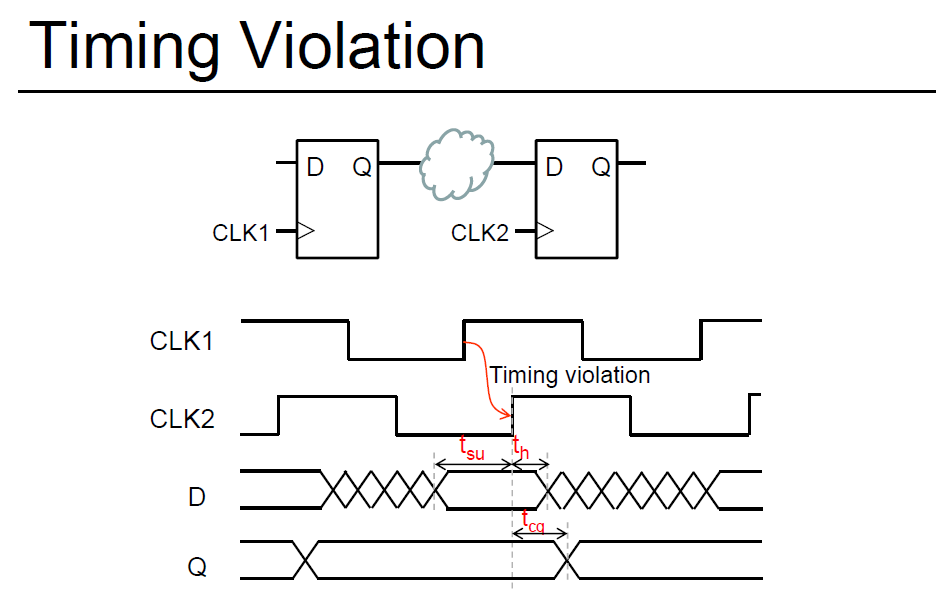 Timing Violation
D Q
D Q
CLK1
CLK2
CLK1
Timing violation
CLK2
tsu
th
D
tcq
Q